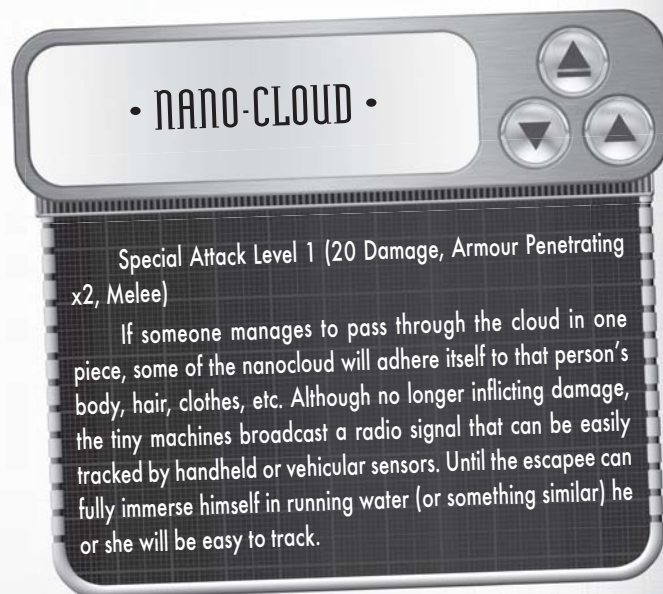 • NANO-CLOUD •
Special Attack Level 1 (20 Damage, Armour Penetrating
x2, Melee)
If someone manages to pass through the cloud in one
piece, some of the nanocloud will adhere itself to that person's
body, hair, clothes, etc. Although no longer inflicting damage,
the tiny machines broadcast a radio signal that can be easily
tracked by handheld or vehicular sensors. Until the escapee can
fully immerse himself in running water (or something similar) he
or she will be easy to track.